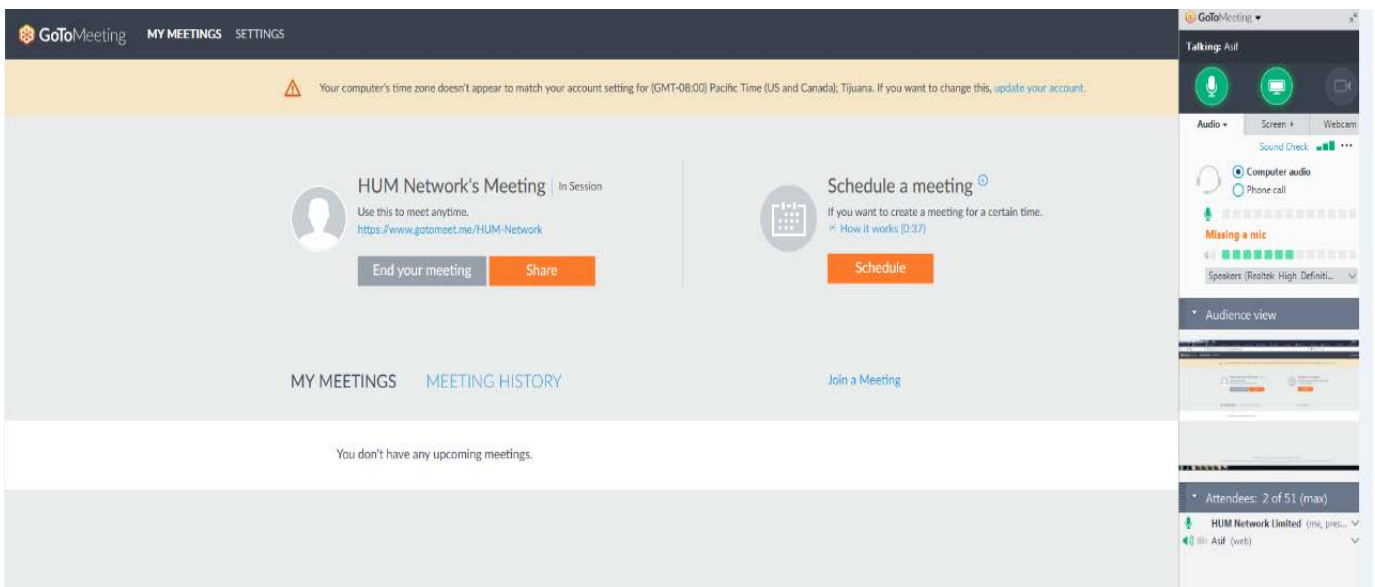 GoToMeeting MY MEETINGS SETTINGS
Your computer's time zone doesn't appear to match your account setting for (GMT-08:00) Pacific Time (US and Canada); Tijuana. If you want to change this, update your account.
HUM Network's Meeting | In Session
Use this to meet anytime.
https://www.gotomeet.me/HUM-Network
End your meeting Share
Schedule a meeting
If you want to create a meeting for a certain time.
How it works (0:37)
Schedule
MY MEETINGS MEETING HISTORY Join a Meeting
You don't have any upcoming meetings.
GoToMeeting
Talking: Asif
Audio Screen Webcam
Sound Check
Computer audio
Phone call
Missing a mic
Speakers (Realtek High Definiti...
Audience view
Attendees: 2 of 51 (max)
HUM Network Limited (me, pres...
Asif (web)